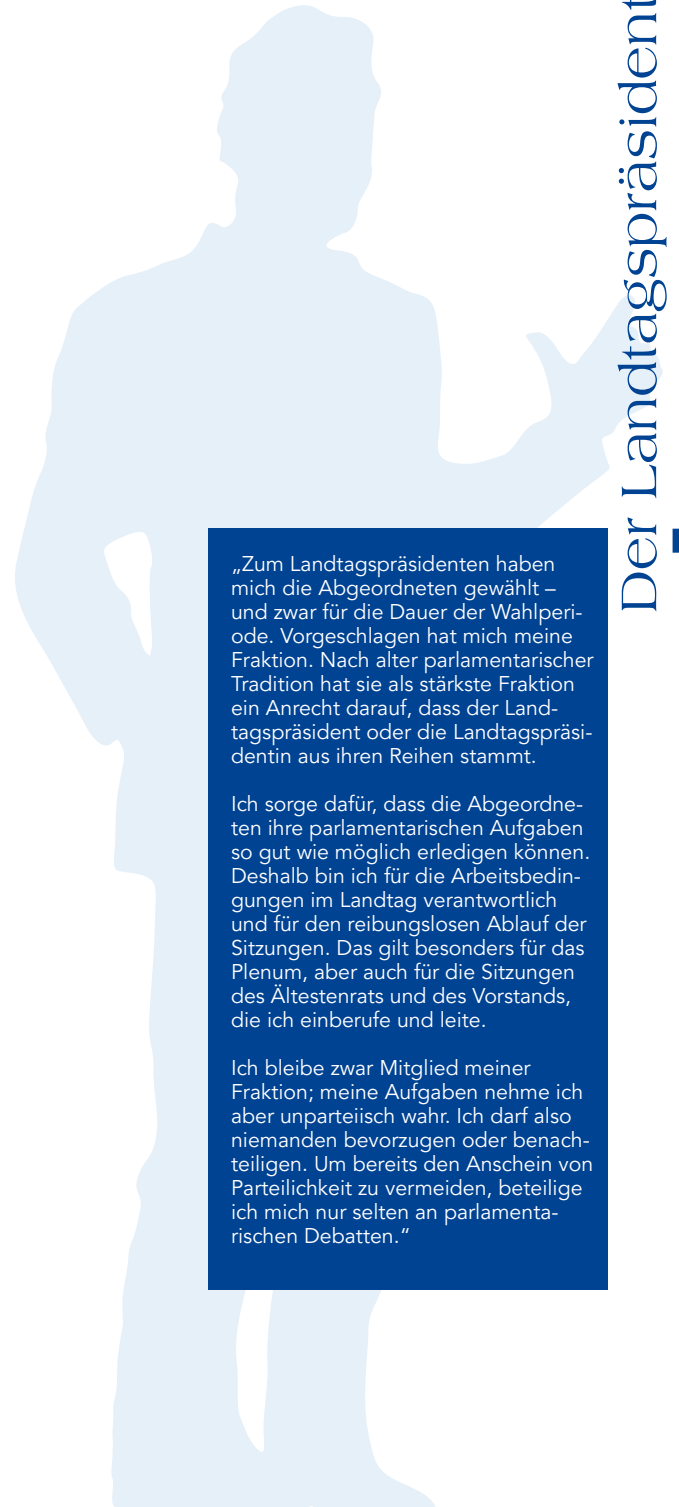 Der Landtagspräsident
„Zum Landtagspräsidenten haben
mich die Abgeordneten gewählt –
und zwar für die Dauer der Wahlperi-
ode. Vorgeschlagen hat mich meine
Fraktion. Nach alter parlamentarischer
Tradition hat sie als stärkste Fraktion
ein Anrecht darauf, dass der Land-
tagspräsident oder die Landtagspräsi-
dentin aus ihren Reihen stammt.

Ich sorge dafür, dass die Abgeordne-
ten ihre parlamentarischen Aufgaben
so gut wie möglich erledigen können.
Deshalb bin ich für die Arbeitsbedin-
gungen im Landtag verantwortlich
und für den reibungslosen Ablauf der
Sitzungen. Das gilt besonders für das
Plenum, aber auch für die Sitzungen
des Ältestenrats und des Vorstands,
die ich einberufe und leite.

Ich bleibe zwar Mitglied meiner
Fraktion; meine Aufgaben nehme ich
aber unparteiisch wahr. Ich darf also
niemanden bevorzugen oder benach-
teiligen. Um bereits den Anschein von
Parteilichkeit zu vermeiden, beteilige
ich mich nur selten an parlamenta-
rischen Debatten.“